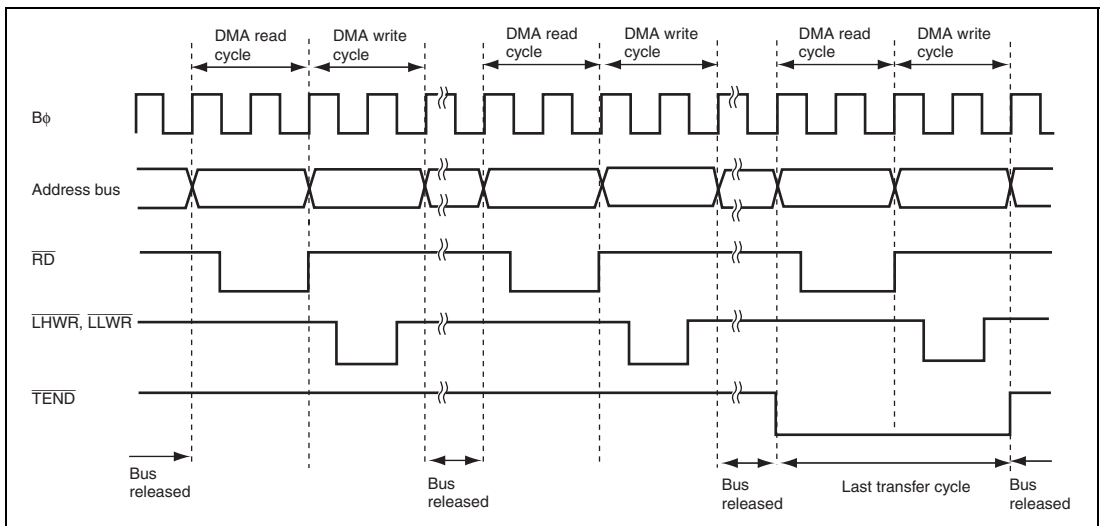 DMA read cycle
DMA write cycle
DMA read cycle
DMA write cycle
DMA read cycle
DMA write cycle
Bϕ
Address bus
RD
LHWR, LLWR
TEND
Bus released
Bus released
Bus released
Last transfer cycle
Bus released